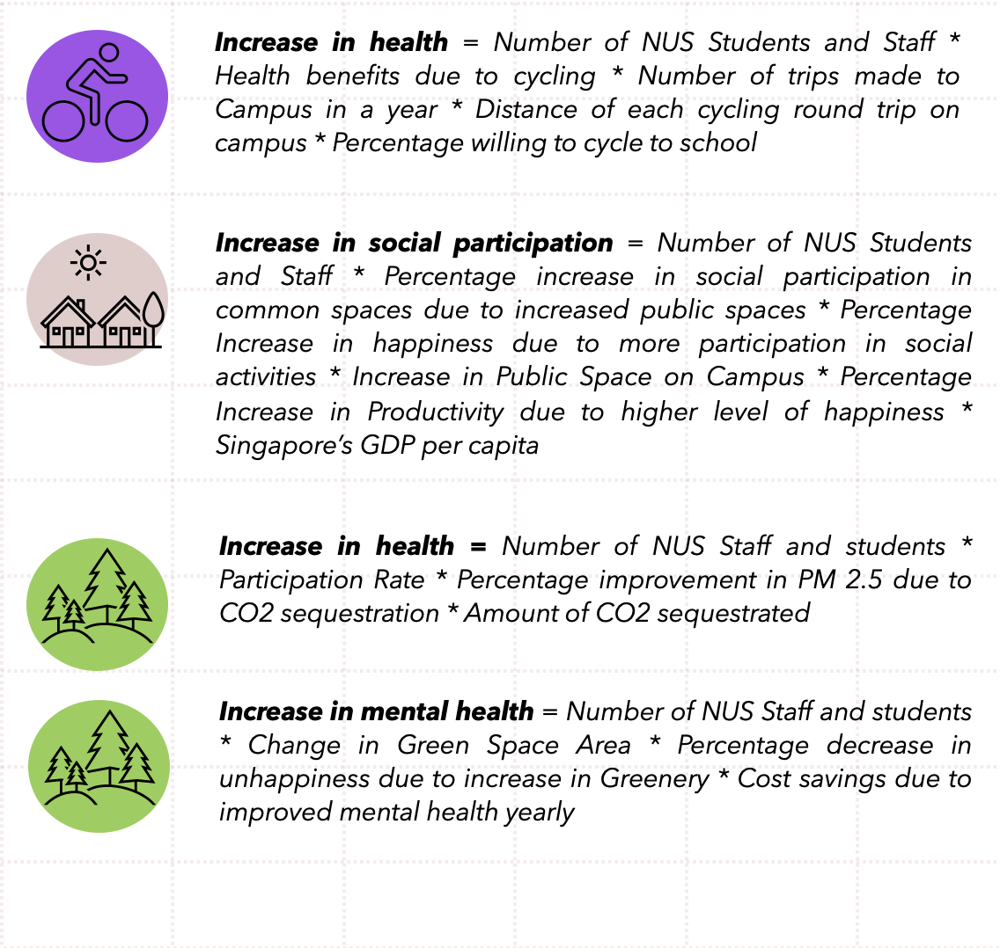 Increase in health = Number of NUS Students and Staff *
Health benefits due to cycling * Number of trips made to
Campus in a year * Distance of each cycling round trip on
campus * Percentage willing to cycle to school
Increase in social participation = Number of NUS Students
and Staff * Percentage increase in social participation in
common spaces due to increased public spaces * Percentage
Increase in happiness due to more participation in social
activities * Increase in Public Space on Campus * Percentage
Increase in Productivity due to higher level of happiness *
Singapore’s GDP per capita
Increase in health = Number of NUS Staff and students *
Participation Rate * Percentage improvement in PM 2.5 due to
CO2 sequestration * Amount of CO2 sequestrated
Increase in mental health = Number of NUS Staff and students
* Change in Green Space Area * Percentage decrease in
unhappiness due to increase in Greenery * Cost savings due to
improved mental health yearly